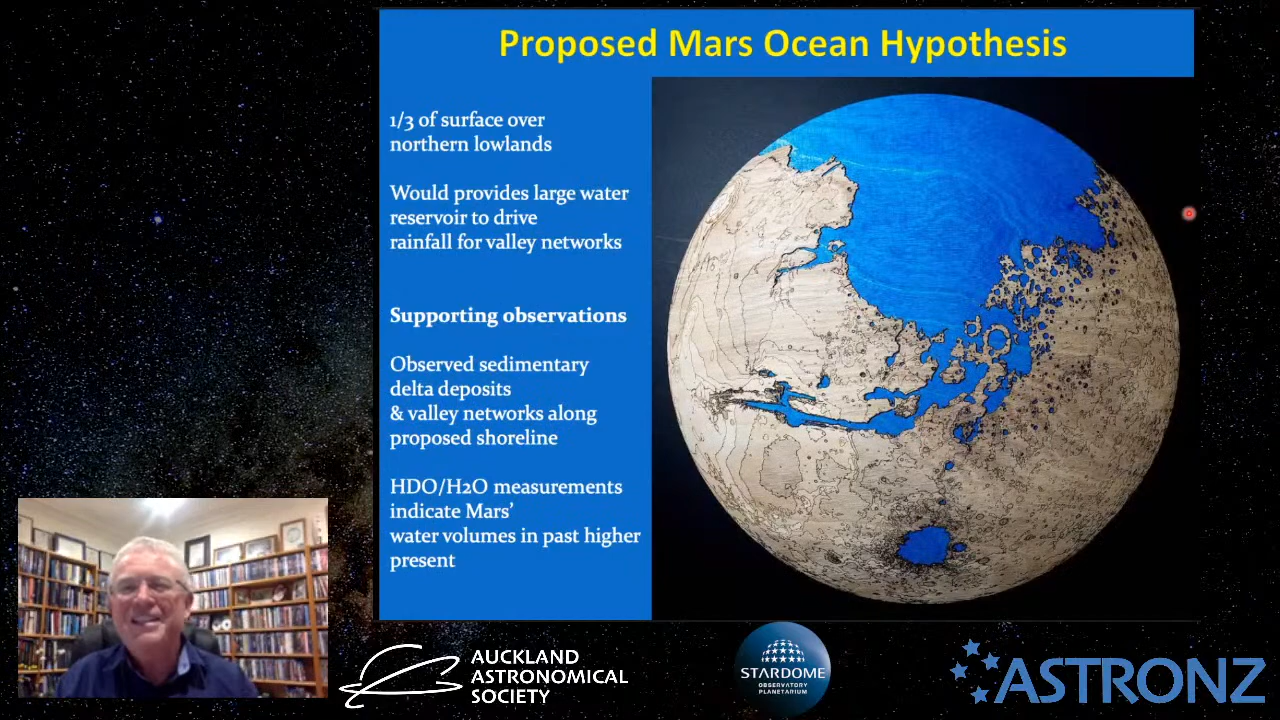 Proposed Mars Ocean Hypothesis
1/3 of surface over
northern lowlands
Would provides large water
reservoir to drive
rainfall for valley networks
Supporting observations
Observed sedimentary
delta deposits
& valley networks along
proposed shoreline
HDO/H2O measurements
indicate Mars'
water volumes in past higher
present
AUCKLAND
ASTRONOMICAL
SOCIETY
STARDOME
OBSERVATORY
PLANETARIUM
ASTRONZ